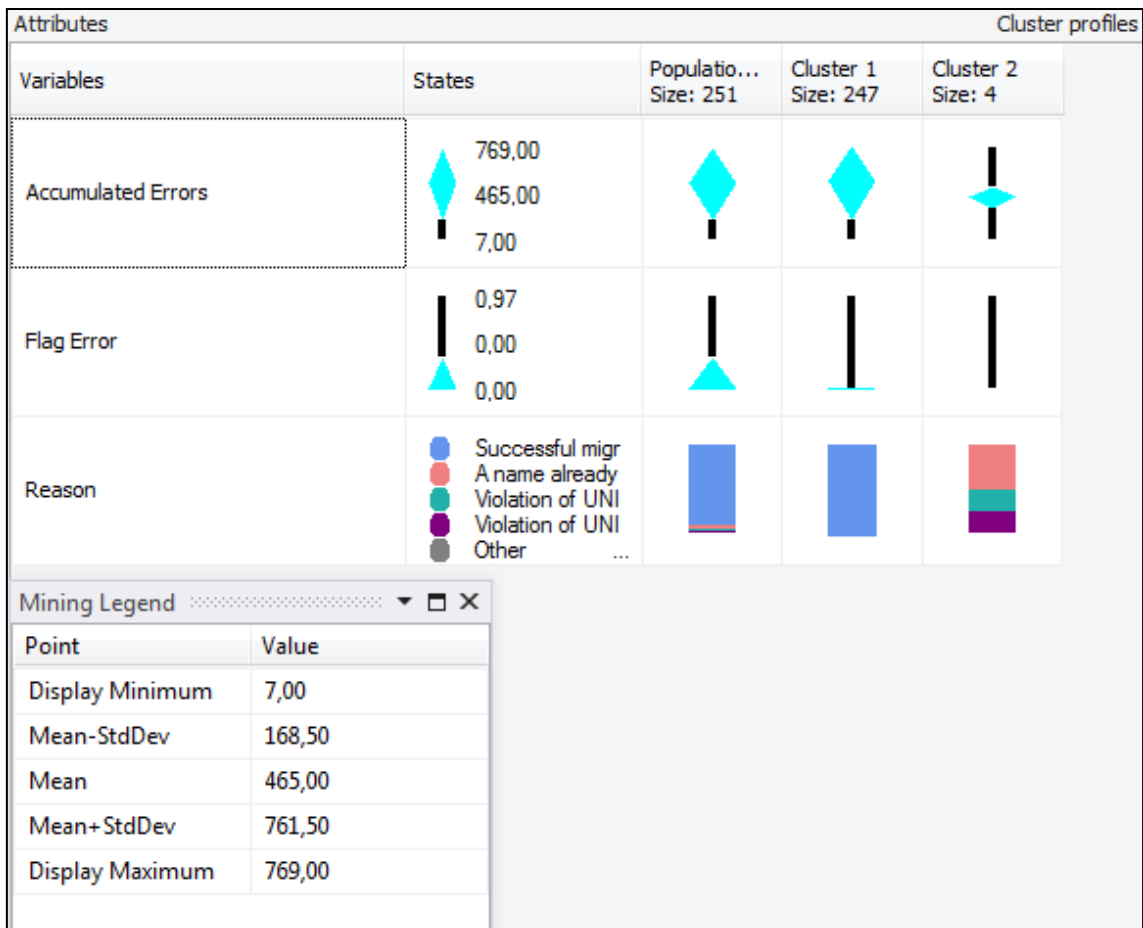 Attributes Cluster profiles
Variables States Populatio... Cluster 1 Cluster 2
Size: 251 Size: 247 Size: 4
Accumulated Errors
769,00
465,00
7,00
Flag Error
0,97
0,00
0,00
Reason
Successful migr
A name already
Violation of UNI
Violation of UNI
Other ...
Mining Legend
Point Value
Display Minimum 7,00
Mean-StdDev 168,50
Mean 465,00
Mean+StdDev 761,50
Display Maximum 769,00